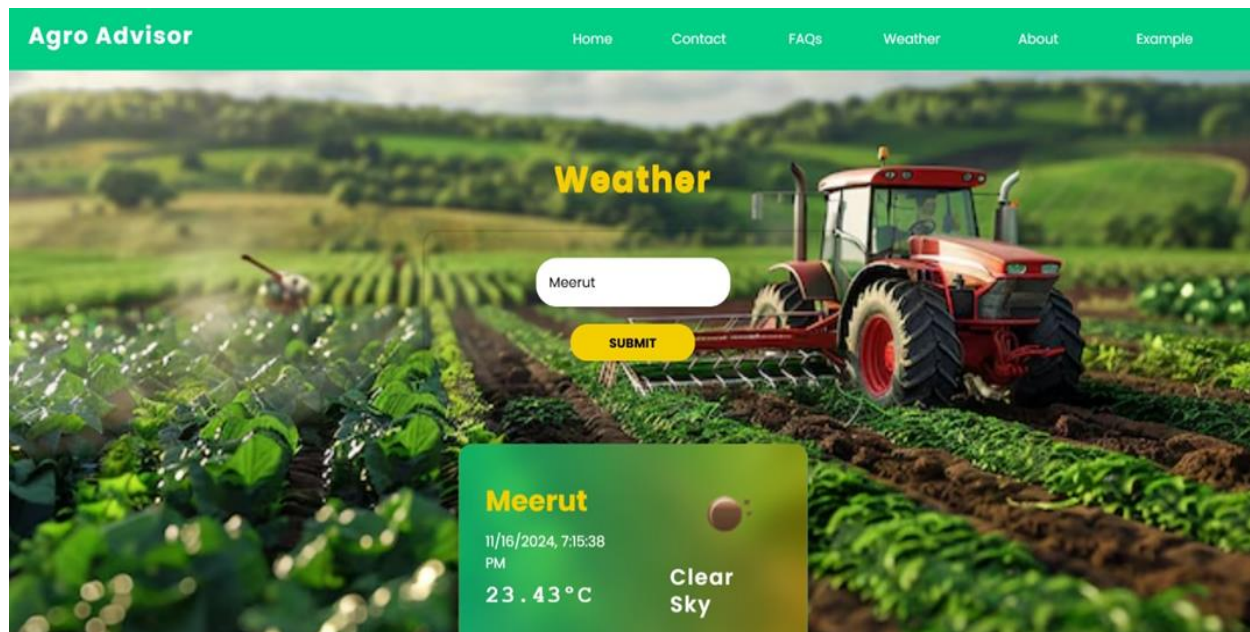 Agro Advisor Home Contact FAQs Weather About Example
Weather
Meerut
SUBMIT
Meerut
11/16/2024, 7:15:38
PM
23.43°C
Clear
Sky